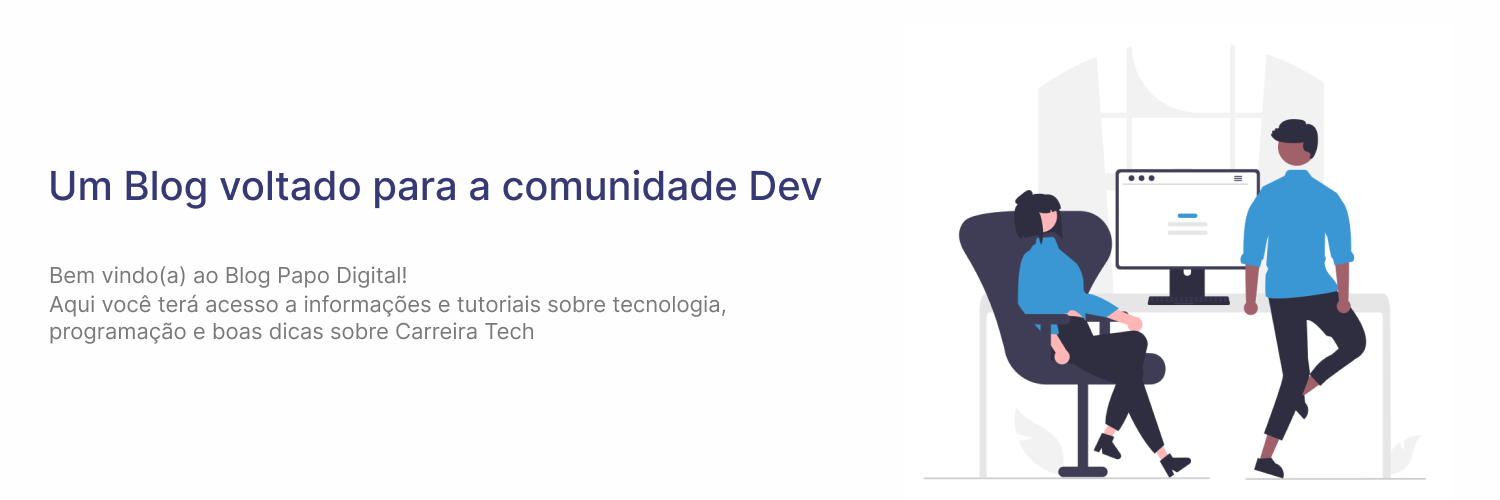 Um Blog voltado para a comunidade Dev
Bem vindo(a) ao Blog Papo Digital!
Aqui você terá acesso a informações e tutoriais sobre tecnologia,
programação e boas dicas sobre Carreira Tech